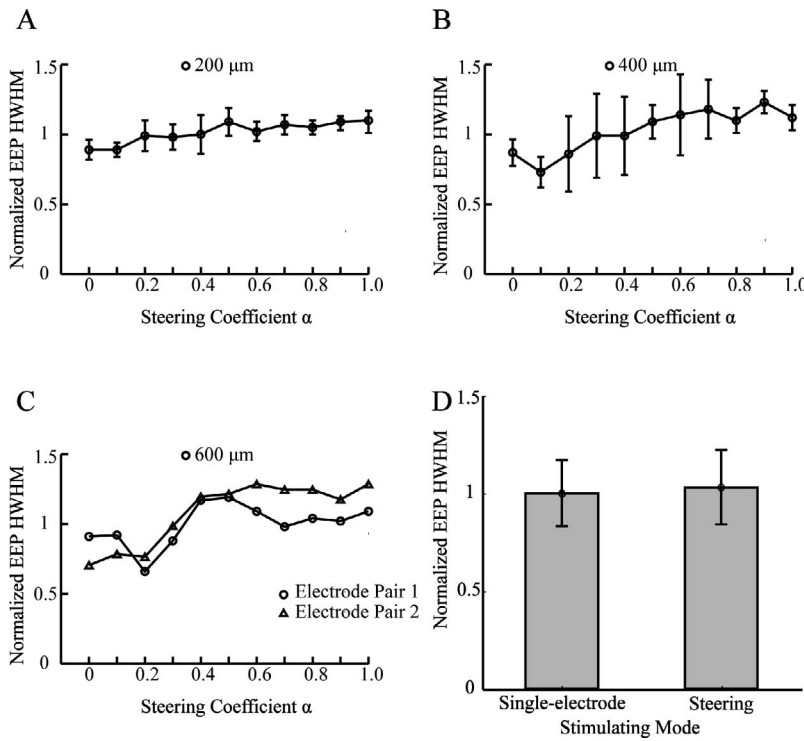 A
Normalized EEP HWHM
200 μm
1.5
1
0.5
0
0 0.2 0.4 0.6 0.8 1.0
Steering Coefficient α
B
Normalized EEP HWHM
400 μm
1.5
1
0.5
0
0 0.2 0.4 0.6 0.8 1.0
Steering Coefficient α
C
Normalized EEP HWHM
600 μm
1.5
1
0.5
0
Electrode Pair 1
Electrode Pair 2
0 0.2 0.4 0.6 0.8 1.0
Steering Coefficient α
D
Normalized EEP HWHM
1.5
1
0.5
0
Single-electrode Steering
Stimulating Mode